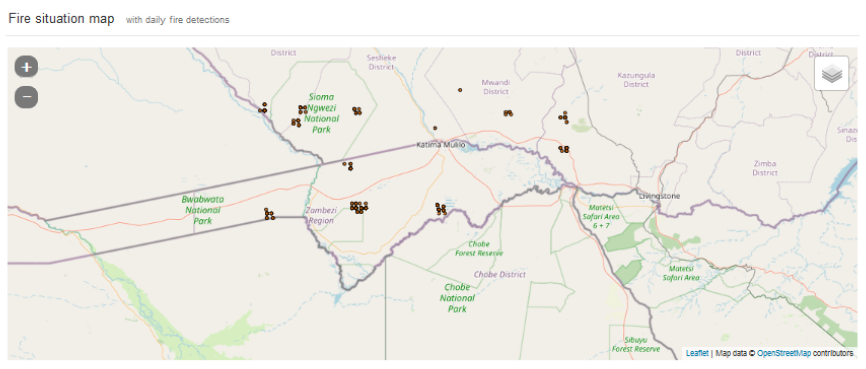 Fire situation map with daily fire detections
+
−
District
District
District
Sesheke
District
Kazungula
District
Mwandi
District
Sioma
Ngwezi
National
Park
Katima Mulilo
Zimba
District
Bwabwata
National
Park
Zambezi
Region
Livingstone
Matetsi
Safari Area
6 + 7
Chobe
Forest Reserve
Chobe District
Matetsi
Safari Area
Chobe
National
Park
Sibuyu
Forest Reserve
Leaflet | Map data © OpenStreetMap contributors